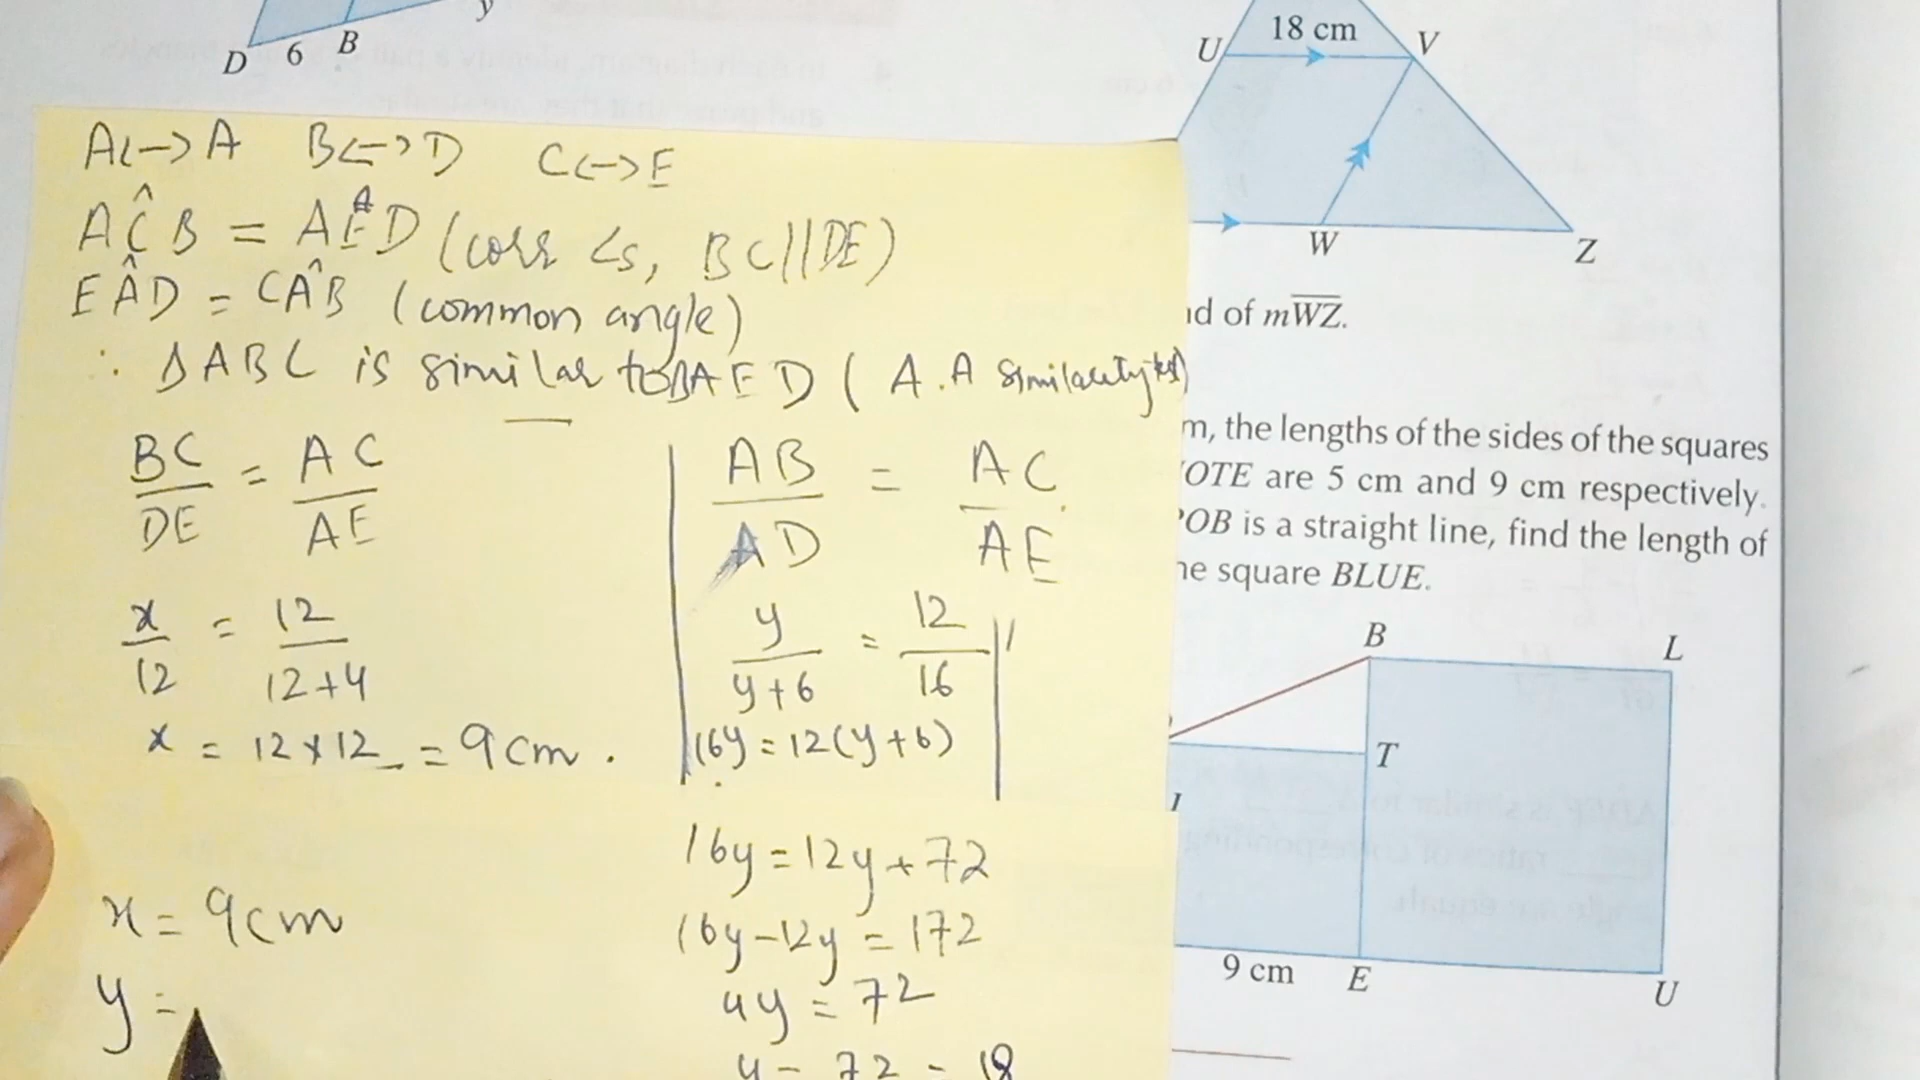 y
D 6 B
18 cm
U V
W Z
A<->A B<->D C<->E
AĈB = AÊD (corr ∠s, BC//DE)
EÂD = CÂB (common angle)
∴ ΔABC is similar to ΔAED (A.A similarity test)
BC/DE = AC/AE
x/12 = 12/12+4
x = 12×12 = 9cm.
AB/AD = AC/AE
y/y+6 = 12/16
16y=12(y+6)
16y=12y+72
16y-12y = 172
4y = 72
y = 72 = 18
x = 9cm
y =
of mWZ.
the lengths of the sides of the squares
OTE are 5 cm and 9 cm respectively.
OB is a straight line, find the length of
square BLUE.
B L
T
9 cm E U